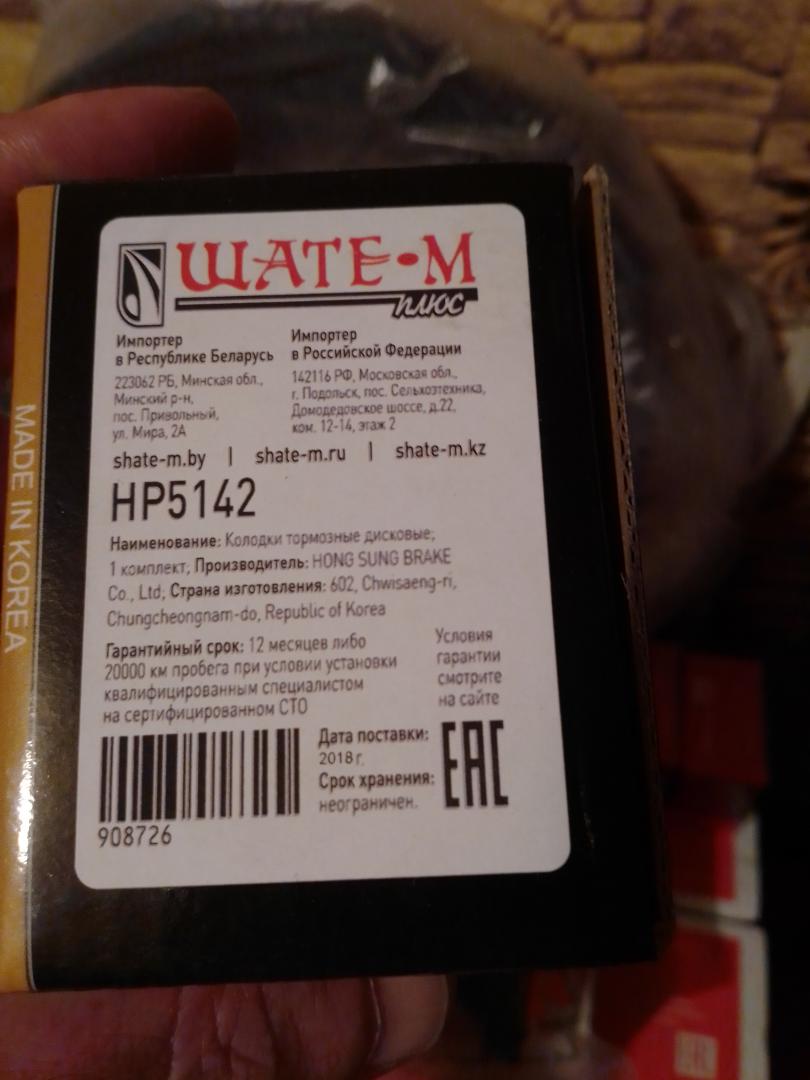 ШАТЕ-М
плюс
Импортер
в Республике Беларусь
223062 РБ, Минская обл.,
Минский р-н,
пос. Привольный,
ул. Мира, 2А
Импортер
в Российской Федерации
142116 РФ, Московская обл.,
г. Подольск, пос. Сельхозтехника,
Домодедовское шоссе, д.22,
ком. 12-14, этаж 2
shate-m.by | shate-m.ru | shate-m.kz
HP5142
Наименование: Колодки тормозные дисковые;
1 комплект; Производитель: HONG SUNG BRAKE
Co., Ltd; Страна изготовления: 602, Chwisaeng-ri,
Chungcheongnam-do, Republic of Korea
Гарантийный срок: 12 месяцев либо
20000 км пробега при условии установки
квалифицированным специалистом
на сертифицированном СТО
Условия
гарантии
смотрите
на сайте
Дата поставки:
2018 г.
Срок хранения:
неограничен.
EAC
908726
MADE IN KOREA